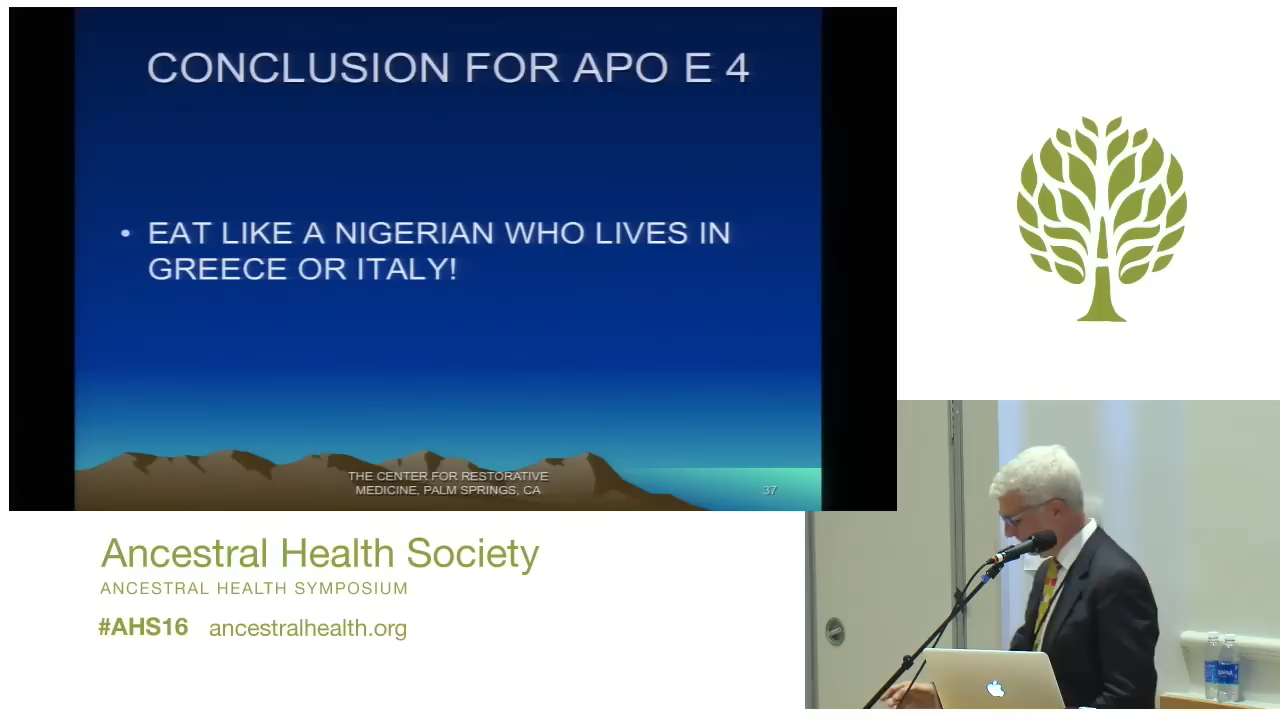 CONCLUSION FOR APO E 4
• EAT LIKE A NIGERIAN WHO LIVES IN
GREECE OR ITALY!
THE CENTER FOR RESTORATIVE
MEDICINE, PALM SPRINGS, CA
37
Ancestral Health Society
ANCESTRAL HEALTH SYMPOSIUM
#AHS16 ancestralhealth.org